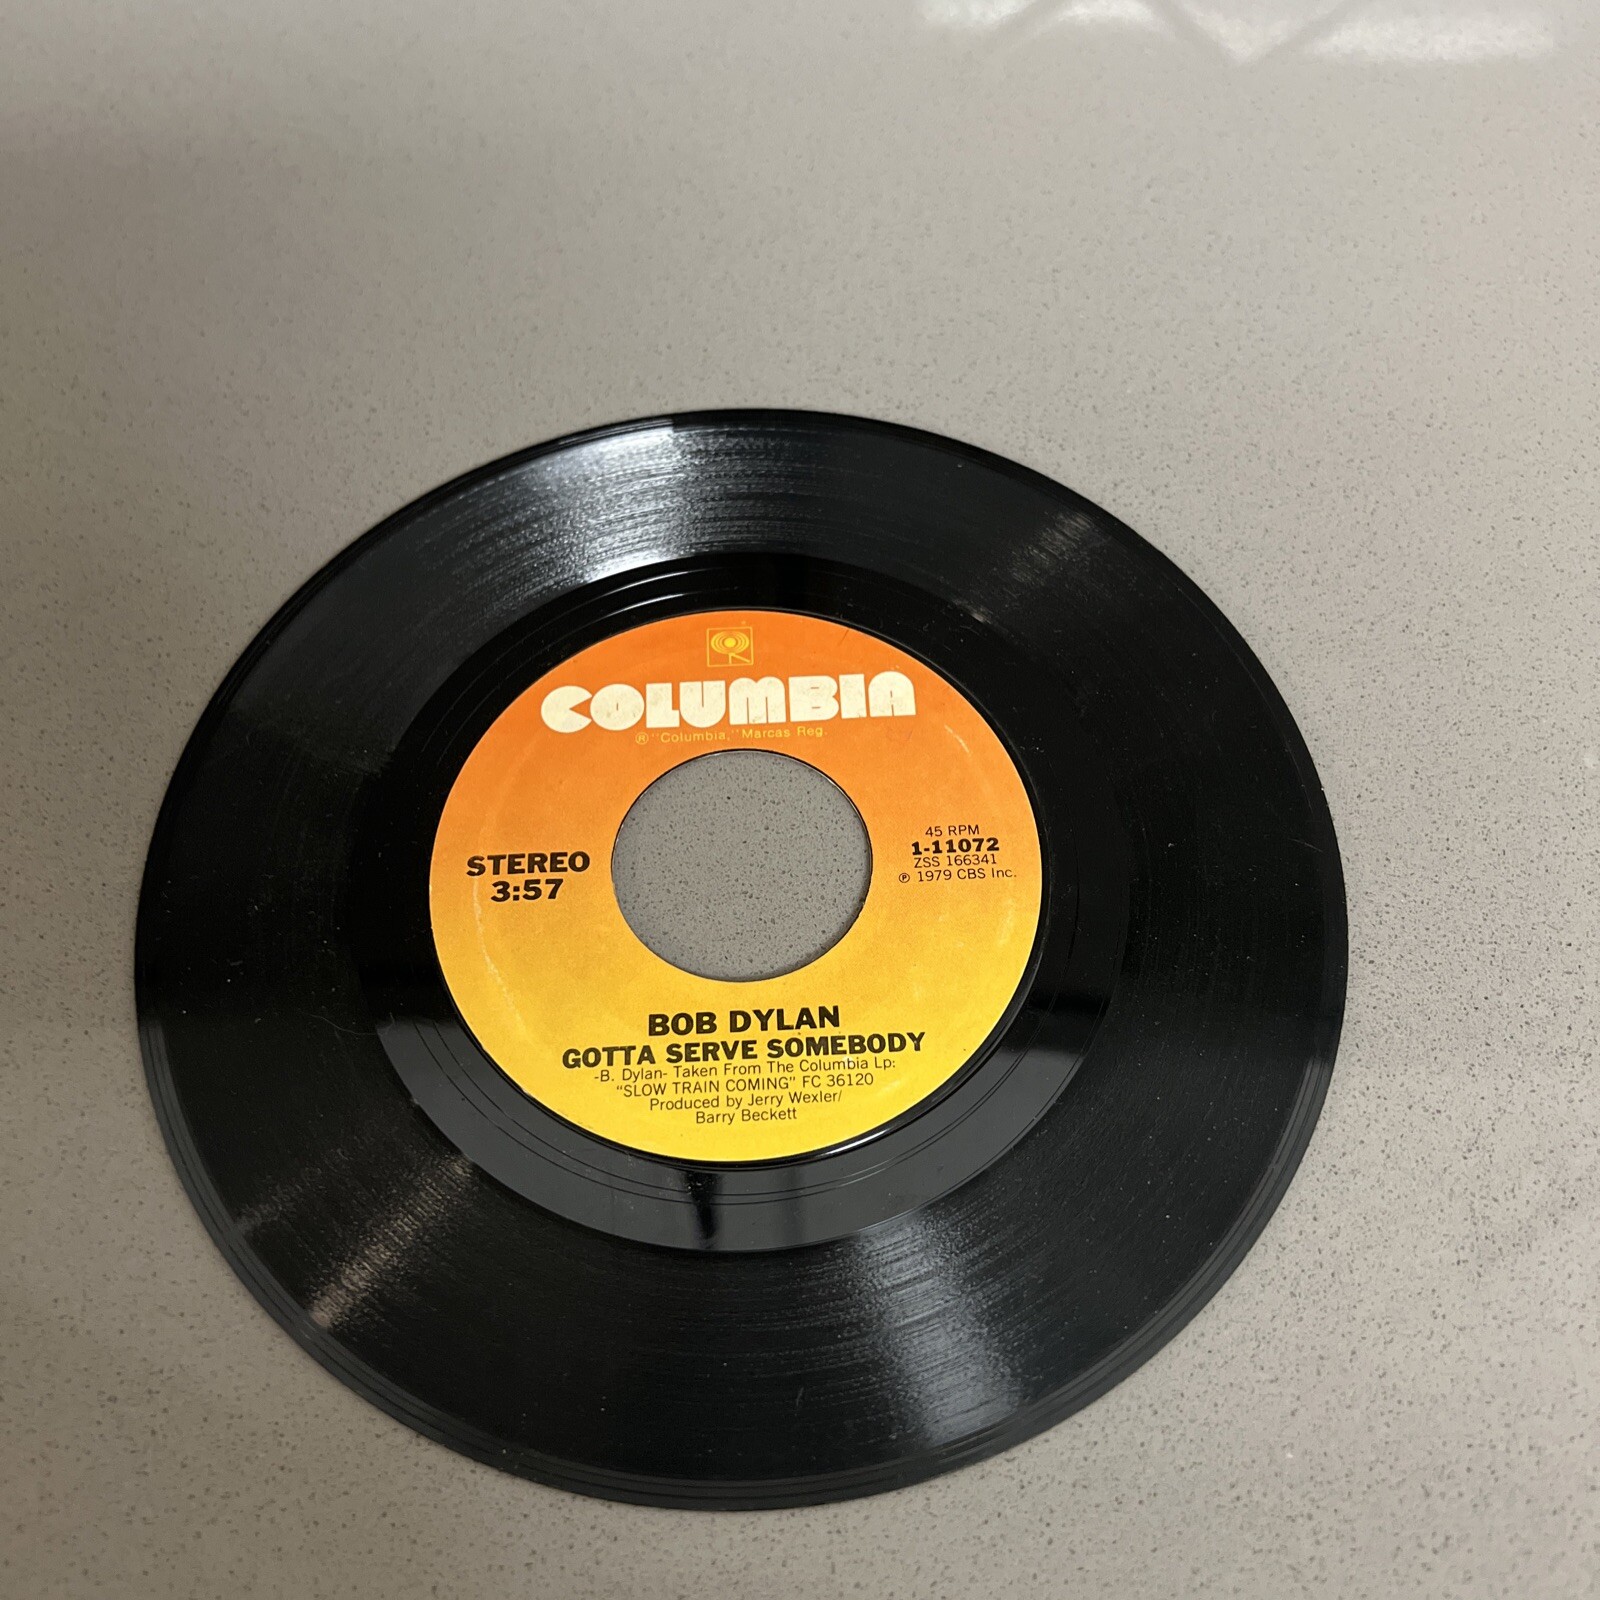 COLUMBIA
® "Columbia," Marcas Reg.
STEREO
3:57
45 RPM
1-11072
ZSS 166341
℗ 1979 CBS Inc.
BOB DYLAN
GOTTA SERVE SOMEBODY
-B. Dylan- Taken From The Columbia Lp:
"SLOW TRAIN COMING" FC 36120
Produced by Jerry Wexler/
Barry Beckett